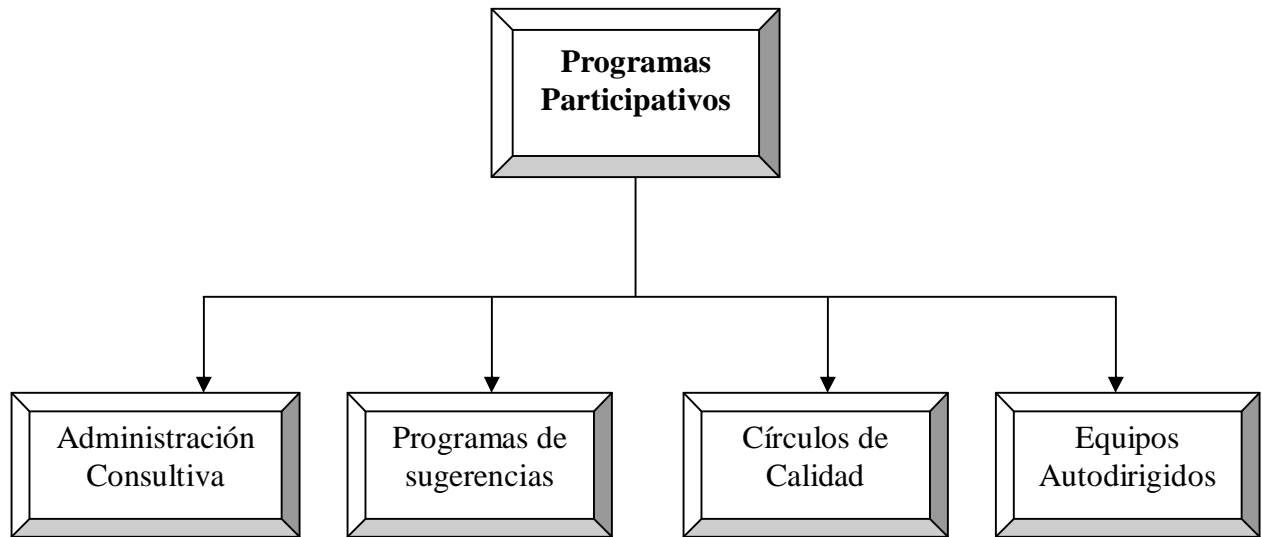 Programas
Participativos
Administración
Consultiva
Programas de
sugerencias
Círculos de
Calidad
Equipos
Autodirigidos